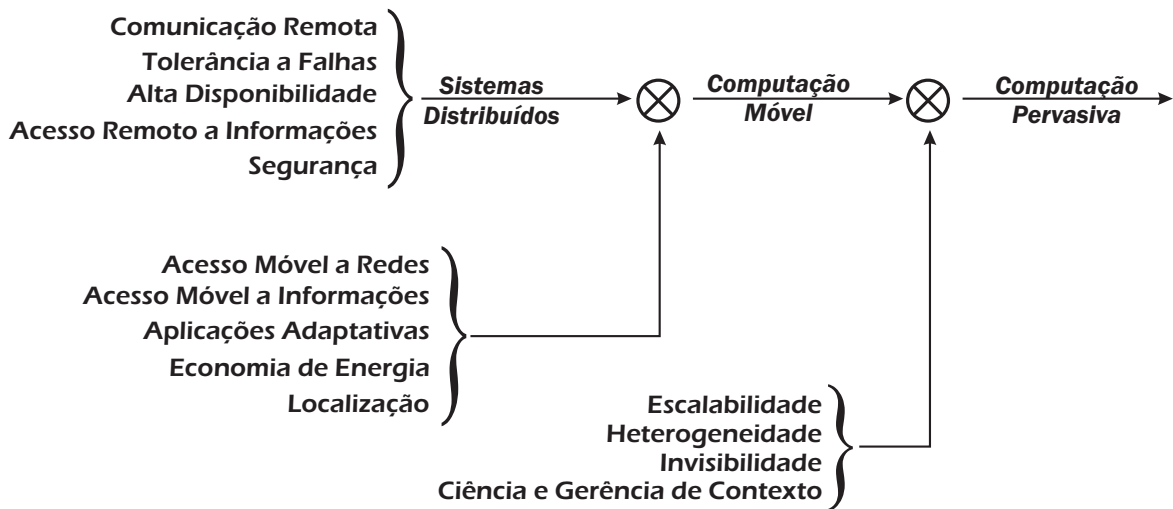 Comunicação Remota
Tolerância a Falhas
Alta Disponibilidade
Acesso Remoto a Informações
Segurança
Sistemas
Distribuídos
Computação
Móvel
Computação
Pervasiva
Acesso Móvel a Redes
Acesso Móvel a Informações
Aplicações Adaptativas
Economia de Energia
Localização
Escalabilidade
Heterogeneidade
Invisibilidade
Ciência e Gerência de Contexto